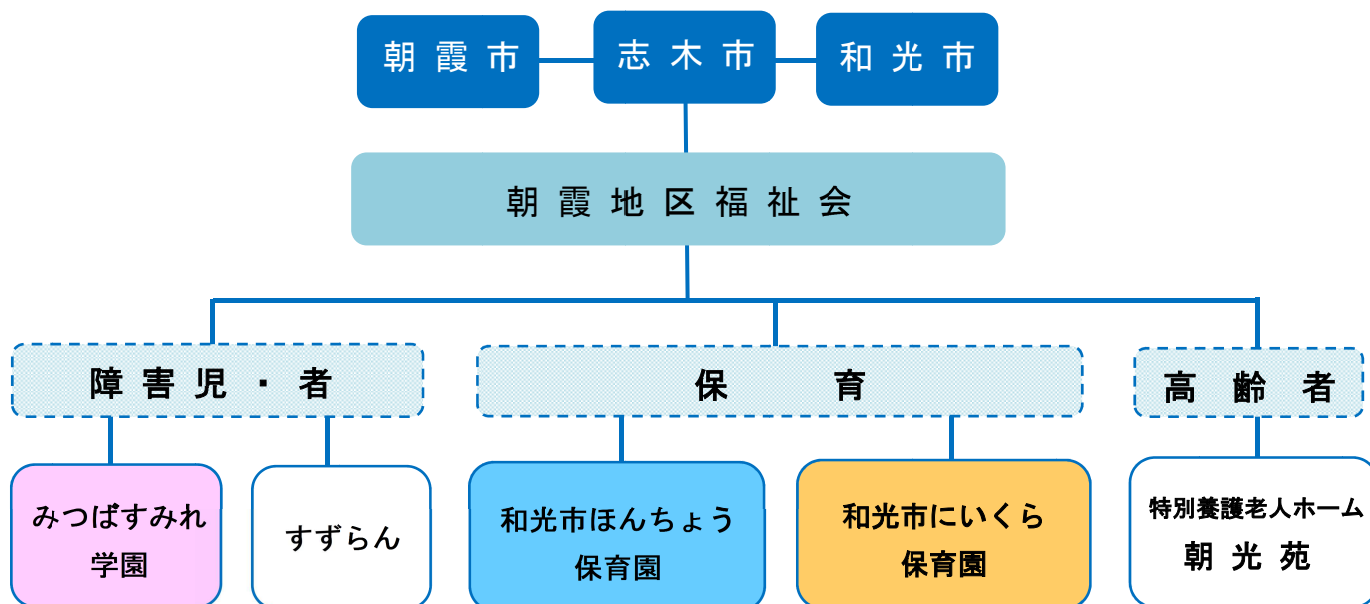 朝霞市
志木市
和光市
朝霞地区福祉会
障害児・者
保育
高齢者
みつばすみれ
学園
すずらん
和光市ほんちょう
保育園
和光市にいくら
保育園
特別養護老人ホーム
朝光苑